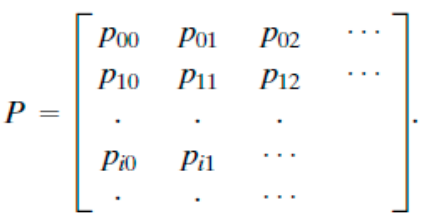 P = [ p₀₀ p₀₁ p₀₂ ⋯
p₁₀ p₁₁ p₁₂ ⋯
. . .
pᵢ₀ pᵢ₁ ⋯
. . ⋯ ].